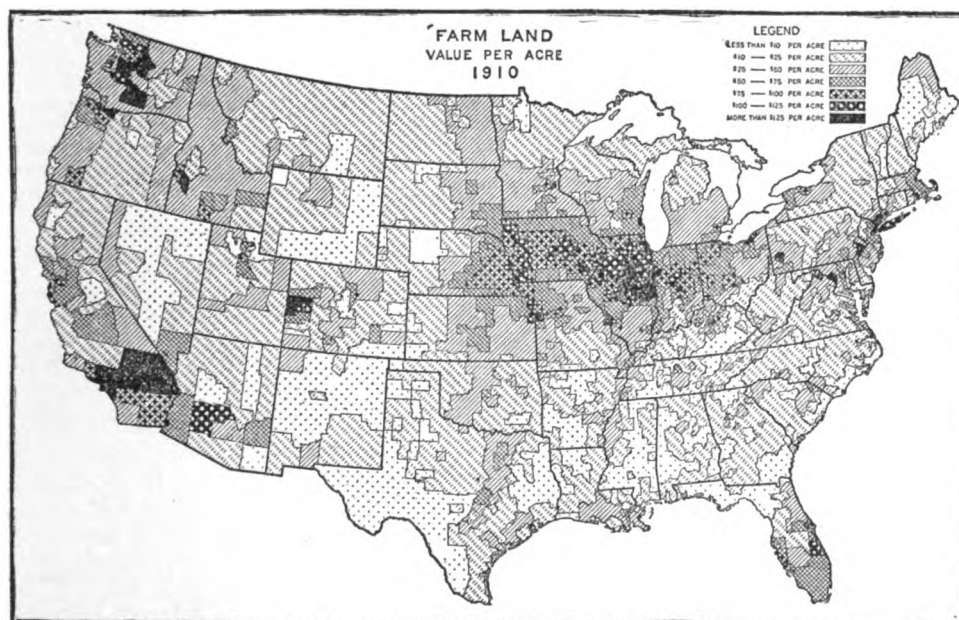 FARM LAND
VALUE PER ACRE
1910
LEGEND
LESS THAN $10 PER ACRE
$10 — $25 PER ACRE
$25 — $50 PER ACRE
$50 — $75 PER ACRE
$75 — $100 PER ACRE
$100 — $125 PER ACRE
MORE THAN $125 PER ACRE